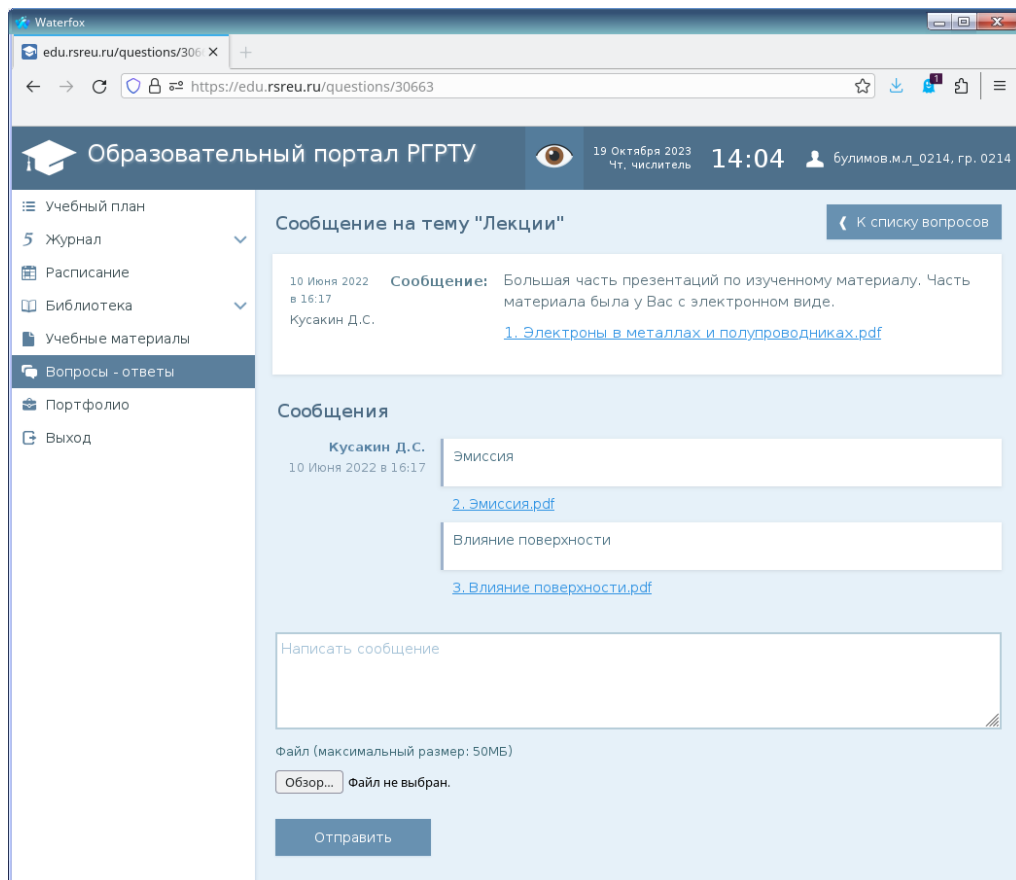 Waterfox
edu.rsreu.ru/questions/306
https://edu.rsreu.ru/questions/30663
1
Образовательный портал РГРТУ
19 Октября 2023
Чт, числитель
14:04
булимов.м.л_0214, гр. 0214
Учебный план
5 Журнал
Расписание
Библиотека
Учебные материалы
Вопросы - ответы
Портфолио
Выход
Сообщение на тему "Лекции"
❬ К списку вопросов
10 Июня 2022
в 16:17
Кусакин Д.С.
Сообщение:
Большая часть презентаций по изученному материалу. Часть
материала была у Вас с электронном виде.
1. Электроны в металлах и полупроводниках.pdf
Сообщения
Кусакин Д.С.
10 Июня 2022 в 16:17
Эмиссия
2. Эмиссия.pdf
Влияние поверхности
3. Влияние поверхности.pdf
Написать сообщение
Файл (максимальный размер: 50МБ)
Обзор... Файл не выбран.
Отправить